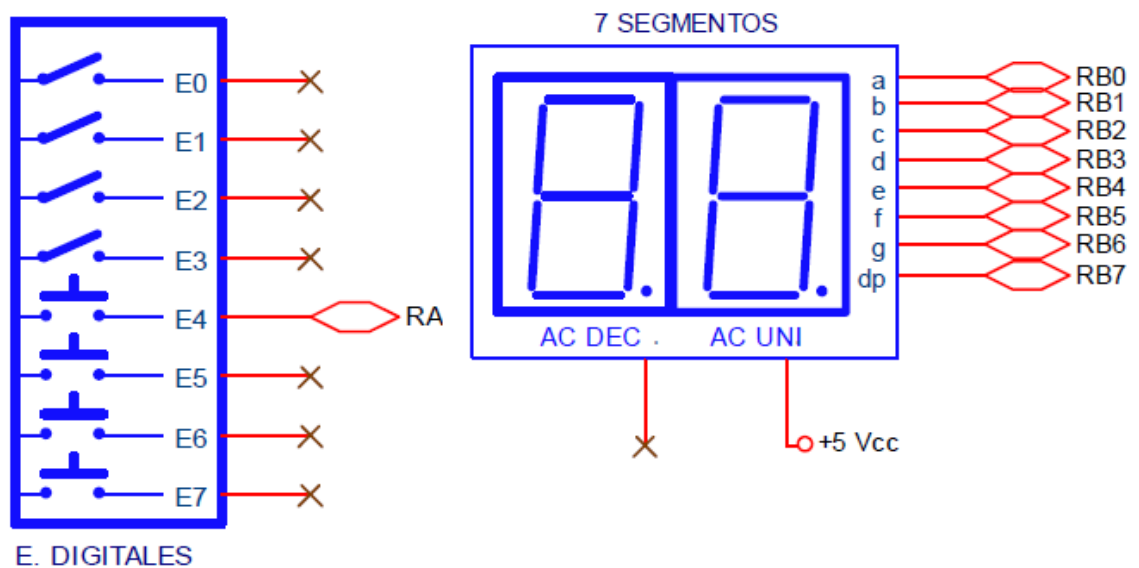 7 SEGMENTOS
E0
E1
E2
E3
E4
RA
E5
E6
E7
E. DIGITALES
a
RB0
b
RB1
c
RB2
d
RB3
e
RB4
f
RB5
g
RB6
dp
RB7
AC DEC .
AC UNI
+5 Vcc